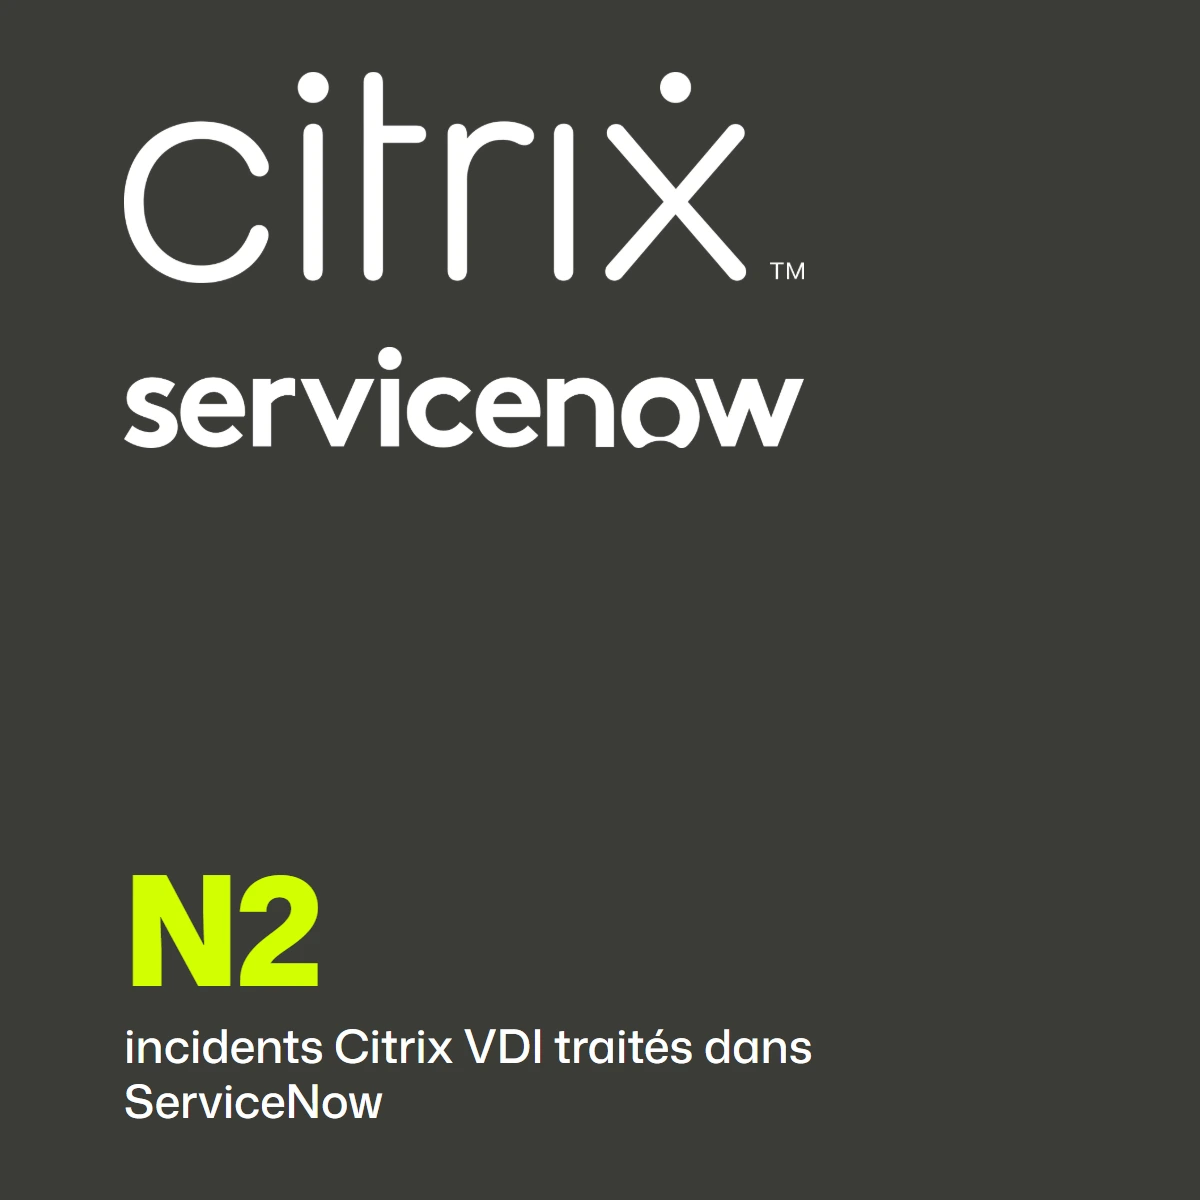 citrix™
servicenow
N2
incidents Citrix VDI traités dans
ServiceNow